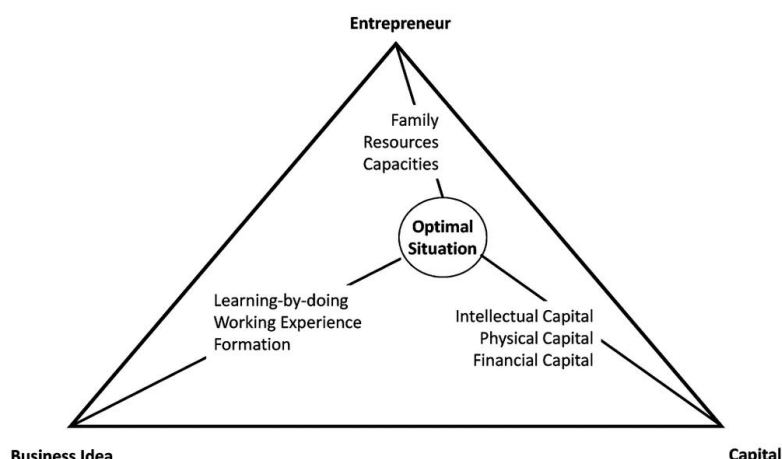 Entrepreneur
Family
Resources
Capacities
Optimal
Situation
Learning-by-doing
Working Experience
Formation
Intellectual Capital
Physical Capital
Financial Capital
Business Idea
Capital